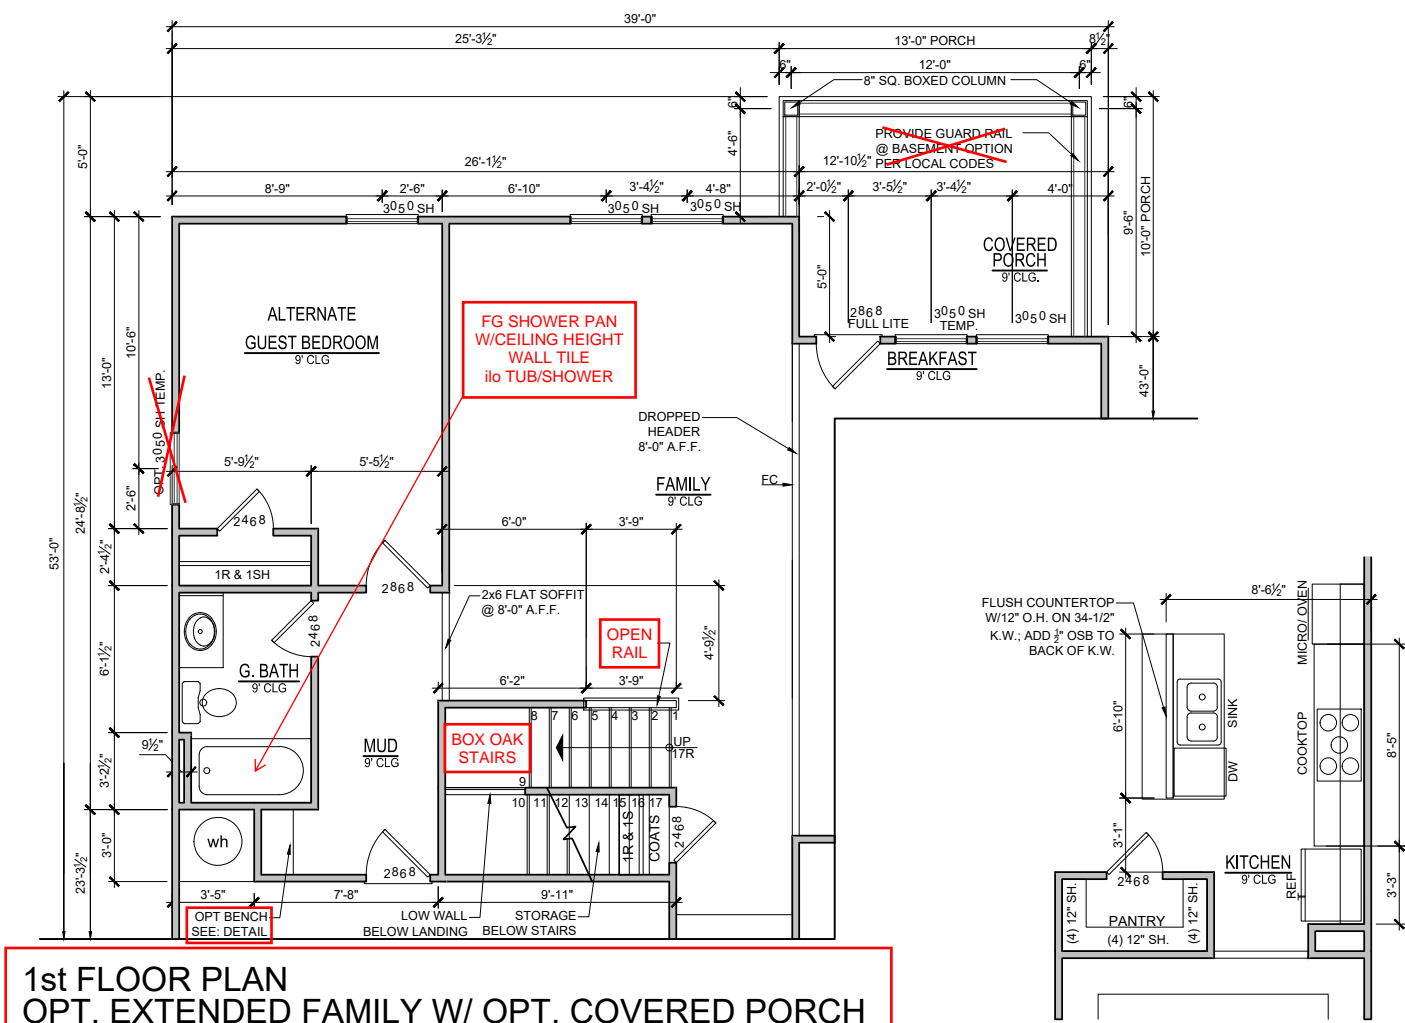 39'-0"
25'-3½"
13'-0" PORCH
8½"
6"
12'-0"
6"
8" SQ. BOXED COLUMN
6"
6"
5'-0"
4'-6"
PROVIDE GUARD RAIL
@ BASEMENT OPTION
PER LOCAL CODES
26'-1½"
12'-10½"
8'-9"
2'-6"
6'-10"
3'-4½"
4'-8"
2'-0½"
3'-5½"
3'-4½"
4'-0"
3050 SH
3050 SH
3050 SH
9'-6"
10'-0" PORCH
COVERED
PORCH
9' CLG.
5'-0"
ALTERNATE
GUEST BEDROOM
9' CLG
FG SHOWER PAN
W/CEILING HEIGHT
WALL TILE
ilo TUB/SHOWER
2868
FULL LITE
3050 SH
TEMP.
3050 SH
BREAKFAST
9' CLG
10'-6"
13'-0"
43'-0"
OPT. 3050 SH TEMP.
DROPPED
HEADER
8'-0" A.F.F.
5'-9½"
5'-5½"
FC
FAMILY
9' CLG
2'-6"
24'-8½"
2468
6'-0"
3'-9"
53'-0"
2'-4½"
1R & 1SH
2868
2x6 FLAT SOFFIT
@ 8'-0" A.F.F.
FLUSH COUNTERTOP
W/12" O.H. ON 34-1/2"
K.W.; ADD ½" OSB TO
BACK OF K.W.
8'-6½"
MICRO/ OVEN
2468
OPEN
RAIL
4'-9½"
6'-1½"
G. BATH
9' CLG
6'-2"
3'-9"
6'-10"
SINK
8 7 6 5 4 3 2 1
9½"
MUD
9' CLG
BOX OAK
STAIRS
UP
17R
COOKTOP
8'-5"
DW
3'-2½"
9
10 11 12 13 14 15 16 17
1R & 1S
COATS
2468
3'-0"
wh
3'-1"
23'-3½"
2868
2468
KITCHEN
9' CLG
REF
3'-3"
3'-5"
7'-8"
9'-11"
OPT BENCH
SEE: DETAIL
LOW WALL
BELOW LANDING
STORAGE
BELOW STAIRS
(4) 12" SH.
PANTRY
(4) 12" SH.
(4) 12" SH.
1st FLOOR PLAN
OPT. EXTENDED FAMILY W/ OPT. COVERED PORCH